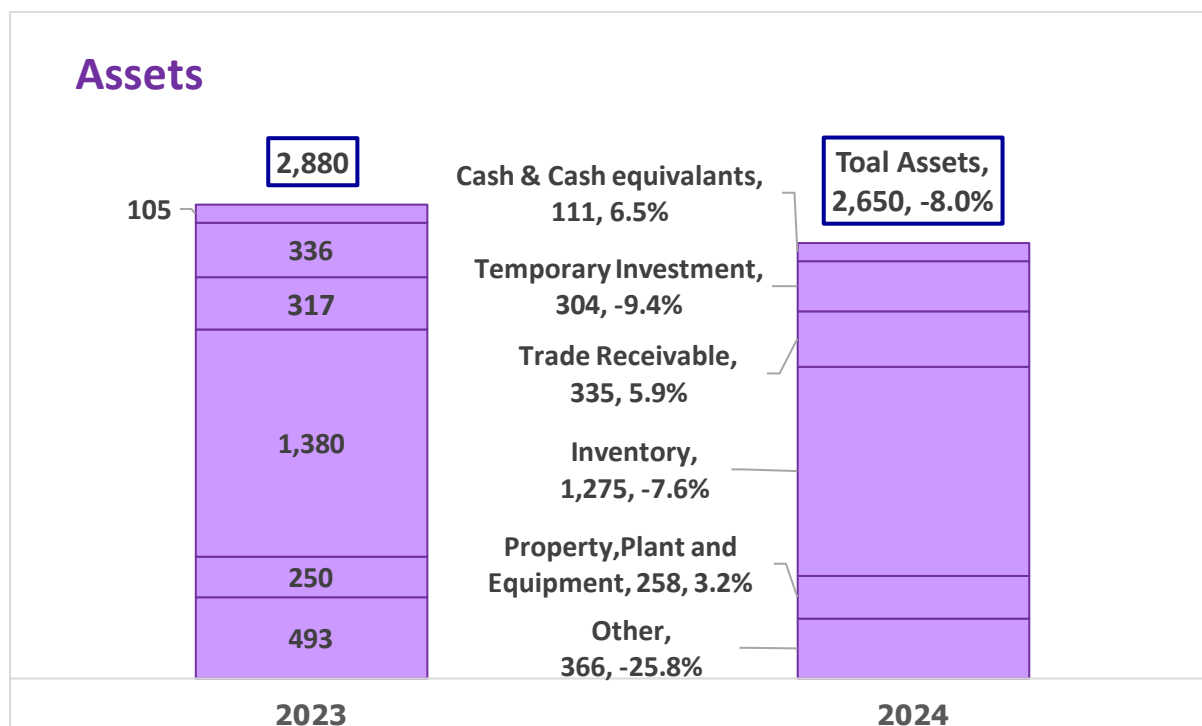 Assets
2,880
105
336
317
1,380
250
493
2023
Cash & Cash equivalants,
111, 6.5%
Temporary Investment,
304, -9.4%
Trade Receivable,
335, 5.9%
Inventory,
1,275, -7.6%
Property,Plant and
Equipment, 258, 3.2%
Other,
366, -25.8%
Toal Assets,
2,650, -8.0%
2024